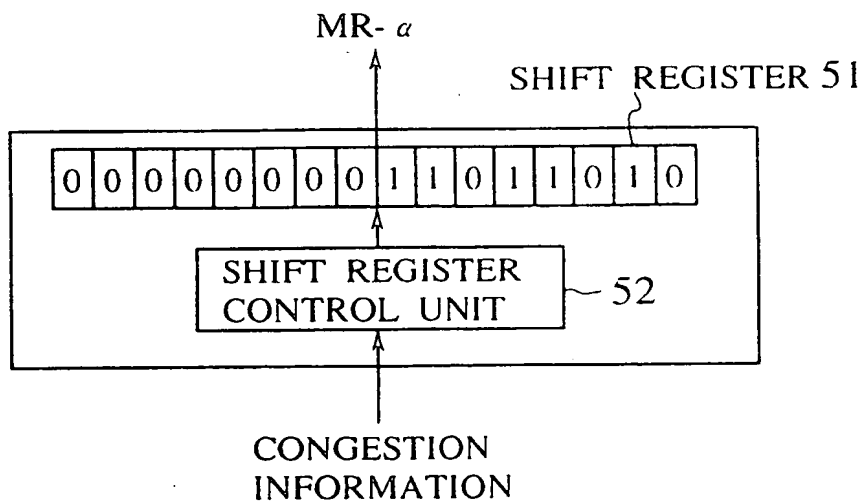 MR- α
SHIFT REGISTER 51
0 0 0 0 0 0 0 0 1 1 0 1 1 0 1 0
SHIFT REGISTER
CONTROL UNIT
52
CONGESTION
INFORMATION